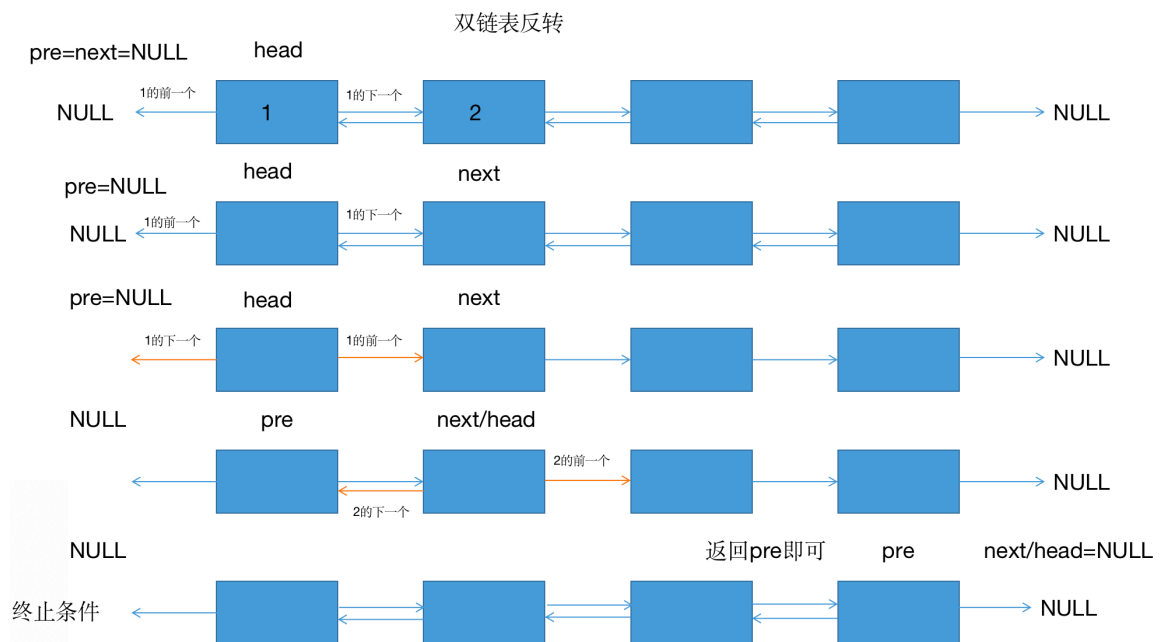 双链表反转
pre=next=NULL
head
1的前一个
1的下一个
NULL
1
2
NULL
head
next
pre=NULL
1的前一个
1的下一个
NULL
NULL
pre=NULL
head
next
1的下一个
1的前一个
NULL
NULL
pre
next/head
2的前一个
2的下一个
NULL
NULL
返回pre即可
pre
next/head=NULL
终止条件
NULL